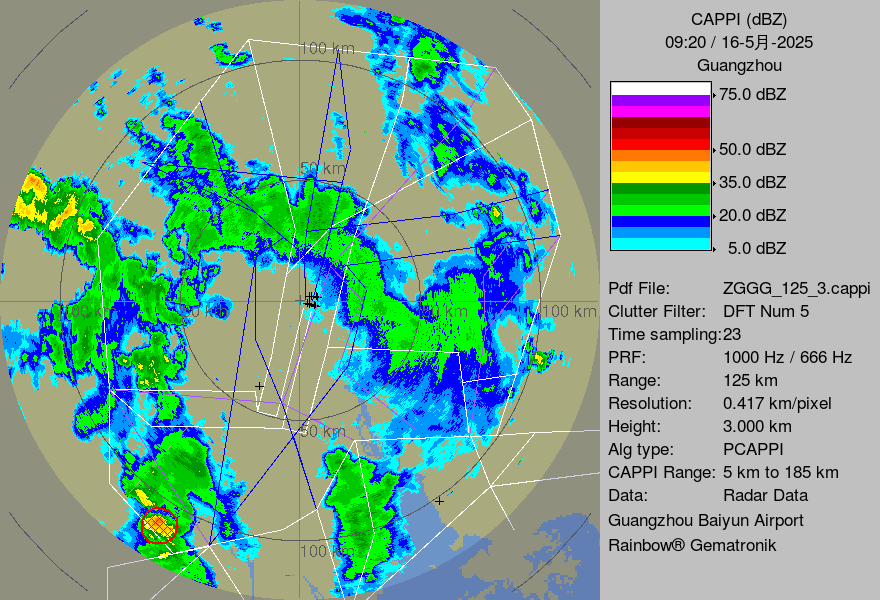 100 km
50 km
100 km
50 km
50 km
100 km
50 km
100 km
CAPPI (dBZ)
09:20 / 16-5月-2025
Guangzhou
75.0 dBZ
50.0 dBZ
35.0 dBZ
20.0 dBZ
5.0 dBZ
Pdf File: ZGGG_125_3.cappi
Clutter Filter: DFT Num 5
Time sampling:23
PRF: 1000 Hz / 666 Hz
Range: 125 km
Resolution: 0.417 km/pixel
Height: 3.000 km
Alg type: PCAPPI
CAPPI Range: 5 km to 185 km
Data: Radar Data
Guangzhou Baiyun Airport
Rainbow® Gematronik